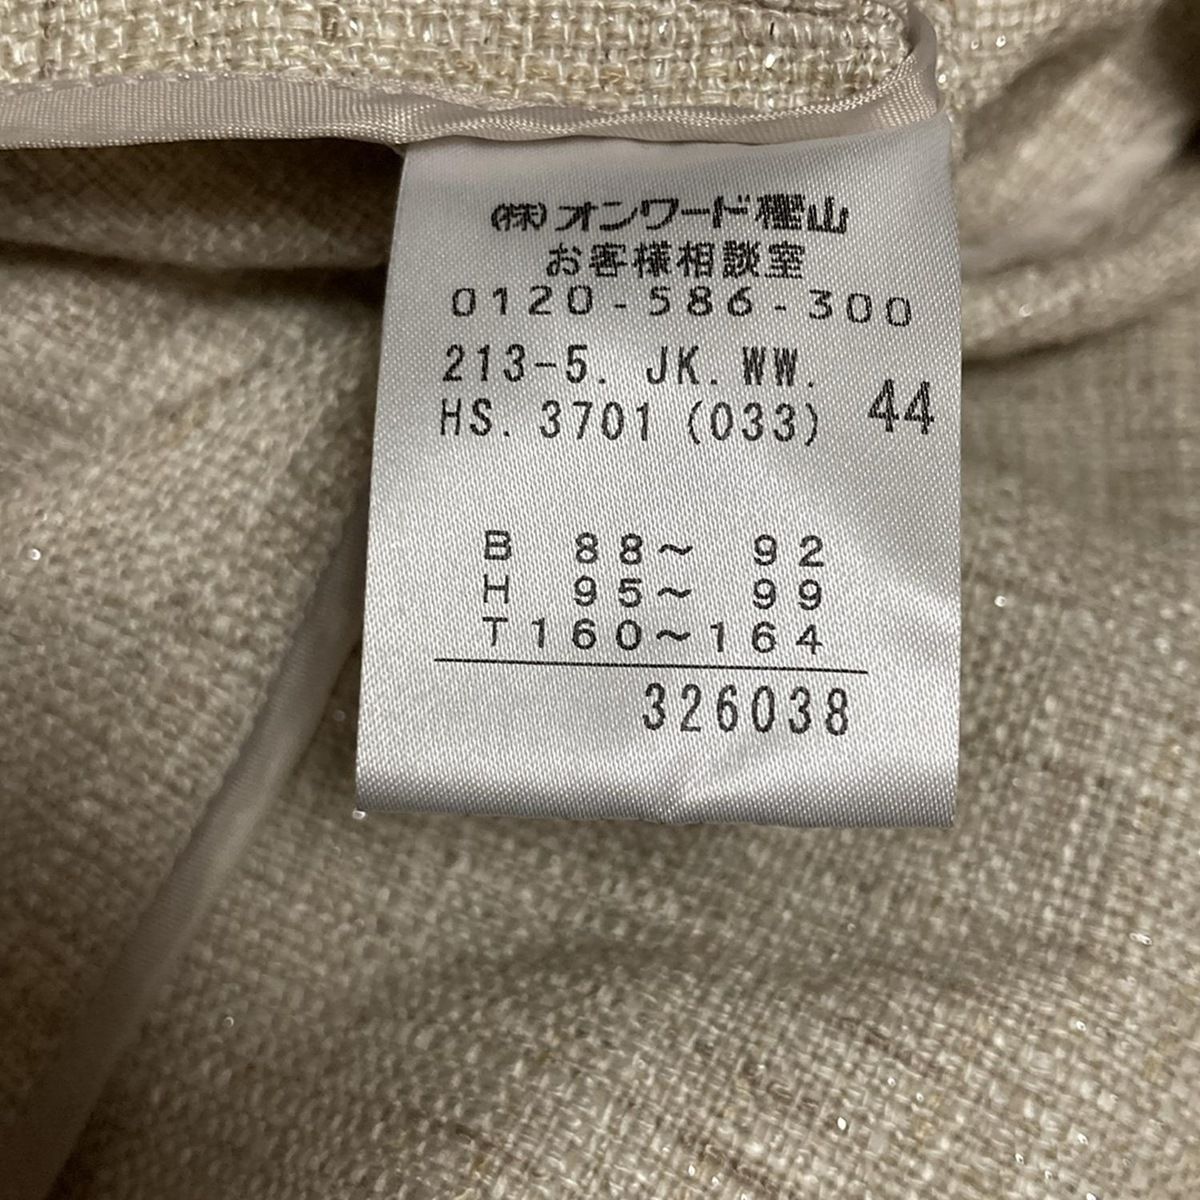 (株)オンワード樫山
お客様相談室
0120-586-300
213-5. JK. WW.
HS. 3701 (033) 44
B 88～ 92
H 95～ 99
T160～164
326038